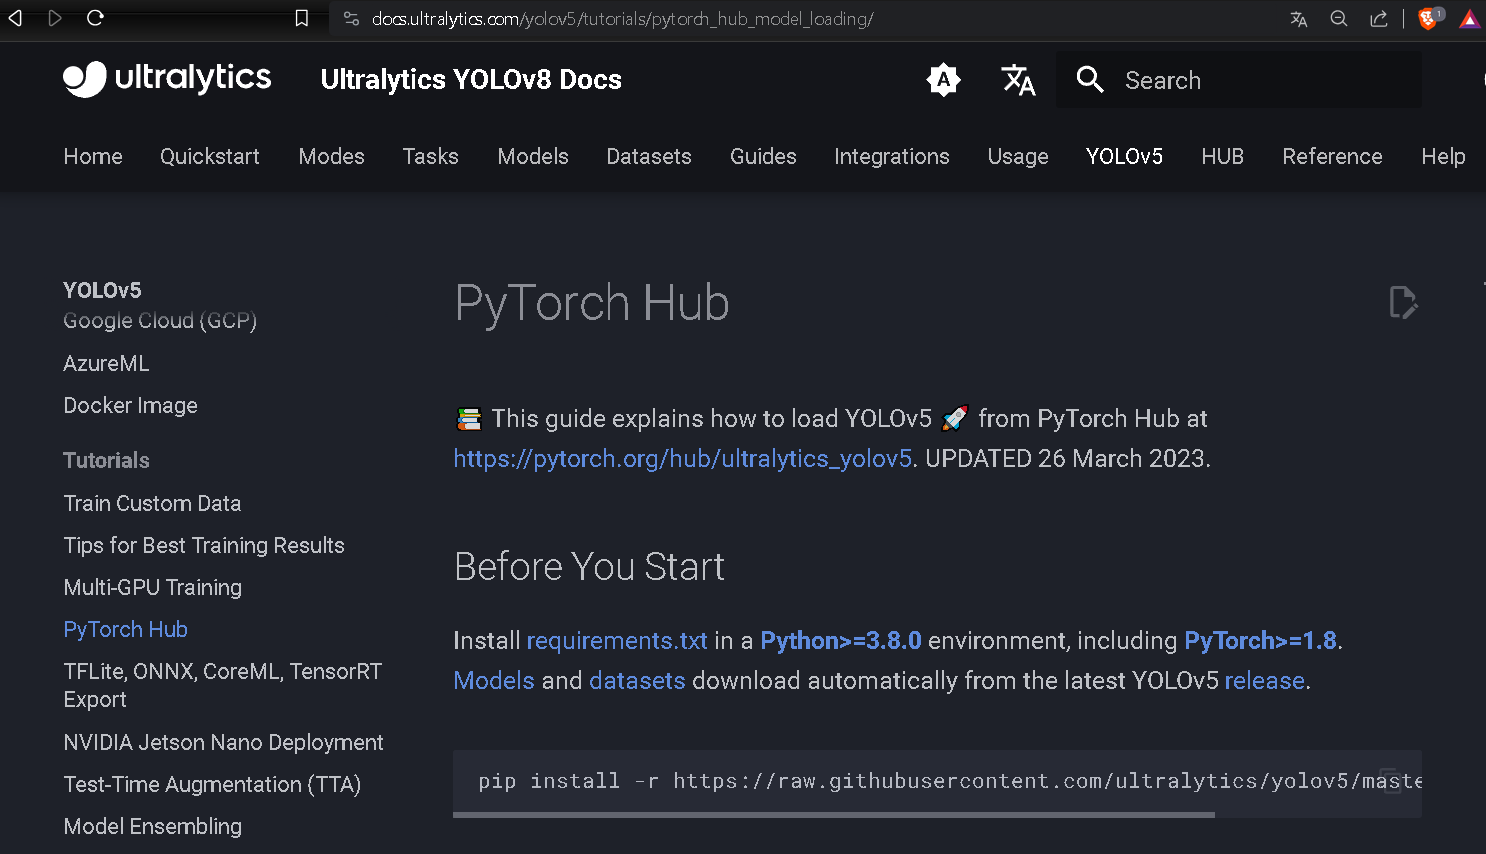 docs.ultralytics.com/yolov5/tutorials/pytorch_hub_model_loading/
1
ultralytics
Ultralytics YOLOv8 Docs
A
Search
Home
Quickstart
Modes
Tasks
Models
Datasets
Guides
Integrations
Usage
YOLOv5
HUB
Reference
Help
YOLOv5
Google Cloud (GCP)
AzureML
Docker Image
Tutorials
Train Custom Data
Tips for Best Training Results
Multi-GPU Training
PyTorch Hub
TFLite, ONNX, CoreML, TensorRT
Export
NVIDIA Jetson Nano Deployment
Test-Time Augmentation (TTA)
Model Ensembling
PyTorch Hub
📚 This guide explains how to load YOLOv5 🚀 from PyTorch Hub at
https://pytorch.org/hub/ultralytics_yolov5. UPDATED 26 March 2023.
Before You Start
Install requirements.txt in a Python>=3.8.0 environment, including PyTorch>=1.8.
Models and datasets download automatically from the latest YOLOv5 release.
pip install -r https://raw.githubusercontent.com/ultralytics/yolov5/maste